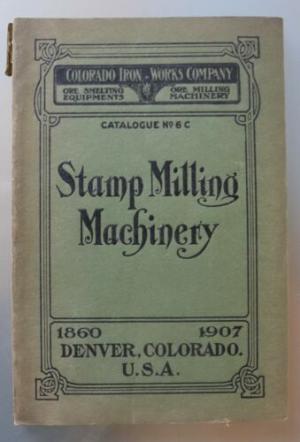 COLORADO IRON WORKS COMPANY
ORE SMELTING EQUIPMENTS
ORE MILLING MACHINERY
CATALOGUE No 6 C
Stamp Milling
Machinery
1860 1907
DENVER, COLORADO.
U.S.A.